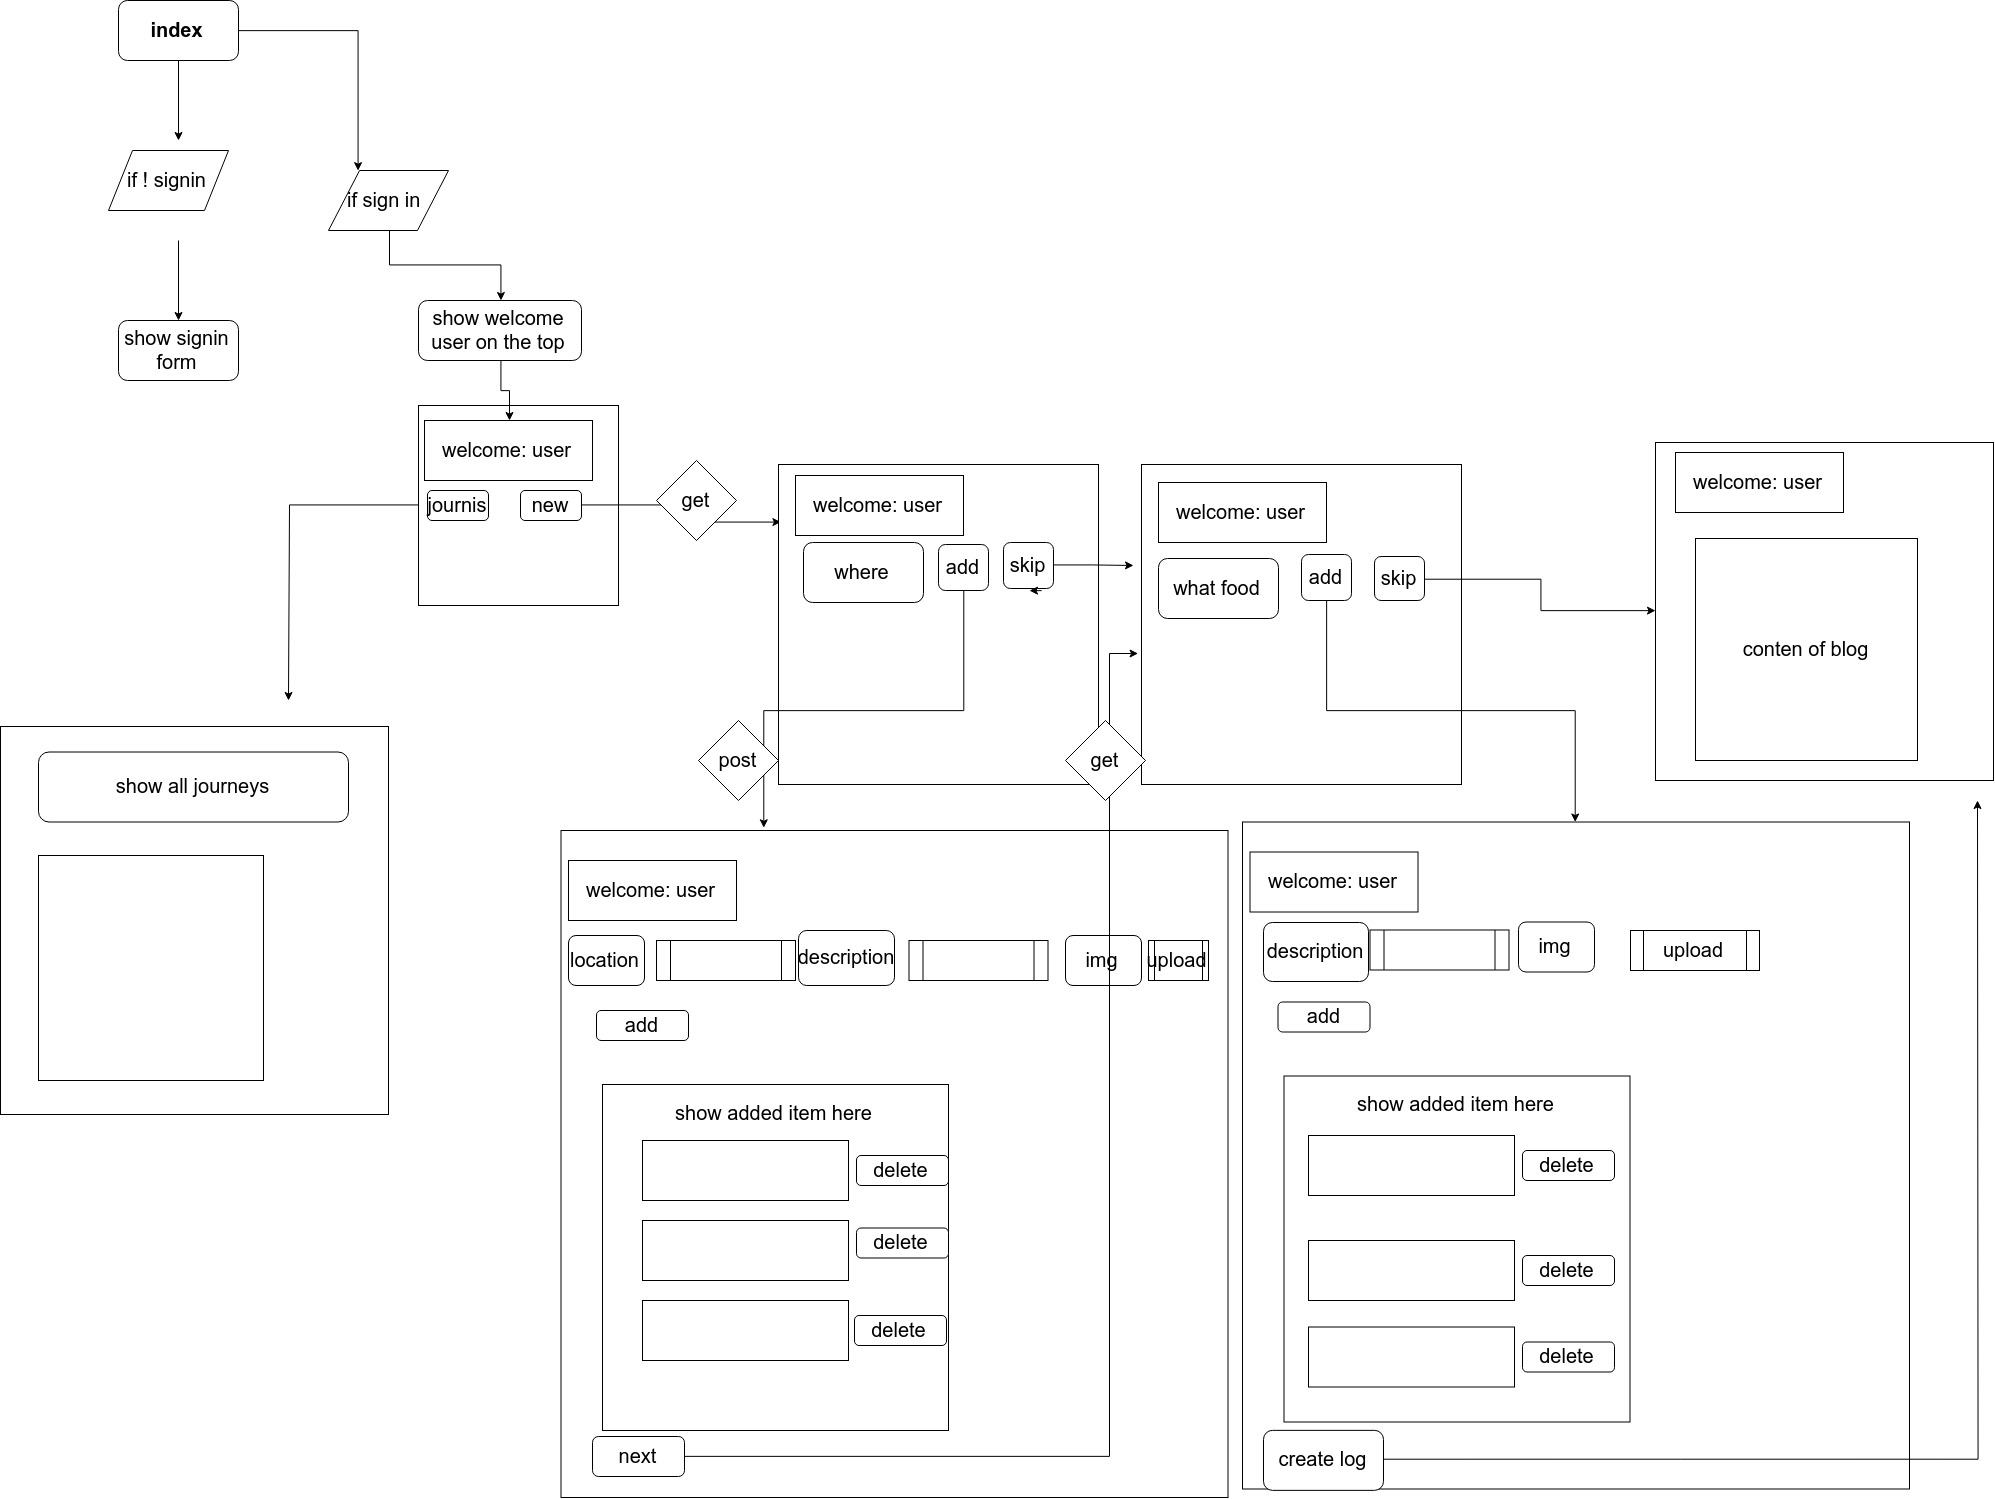 index
if ! signin
if sign in
show signin
form
show welcome
user on the top
welcome: user
journis
new
get
welcome: user
where
add
skip
welcome: user
what food
add
skip
welcome: user
conten of blog
post
get
show all journeys
welcome: user
location
description
img
upload
add
show added item here
delete
delete
delete
next
welcome: user
description
img
upload
add
show added item here
delete
delete
delete
create log